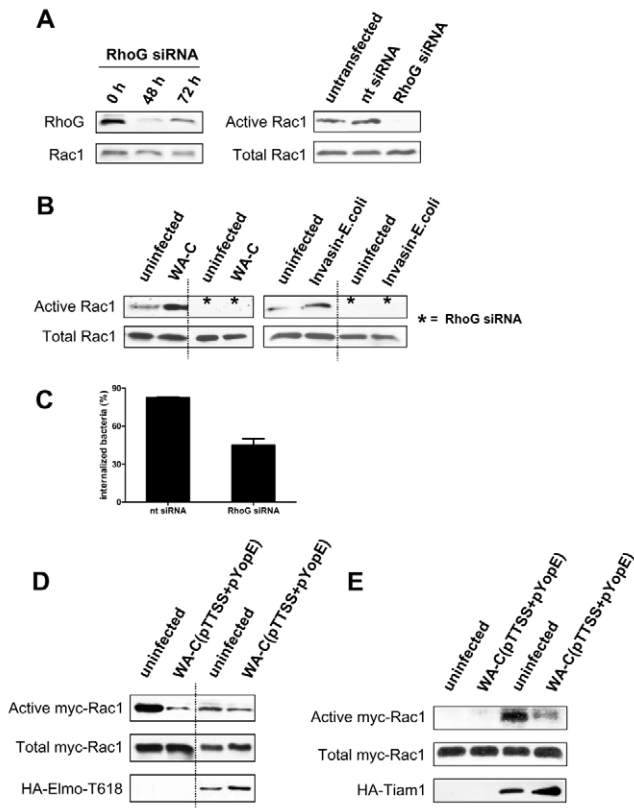 A
RhoG siRNA
0 h 48 h 72 h
RhoG
Rac1
untransfected nt siRNA RhoG siRNA
Active Rac1
Total Rac1
B
uninfected WA-C uninfected WA-C uninfected Invasin-E.coli uninfected Invasin-E.coli
Active Rac1 * * * *
Total Rac1
* = RhoG siRNA
C
internalized bacteria (%)
90
60
30
0
nt siRNA RhoG siRNA
D
uninfected WA-C(pTTSS+pYopE) uninfected WA-C(pTTSS+pYopE)
Active myc-Rac1
Total myc-Rac1
HA-Elmo-T618
E
uninfected WA-C(pTTSS+pYopE) uninfected WA-C(pTTSS+pYopE)
Active myc-Rac1
Total myc-Rac1
HA-Tiam1